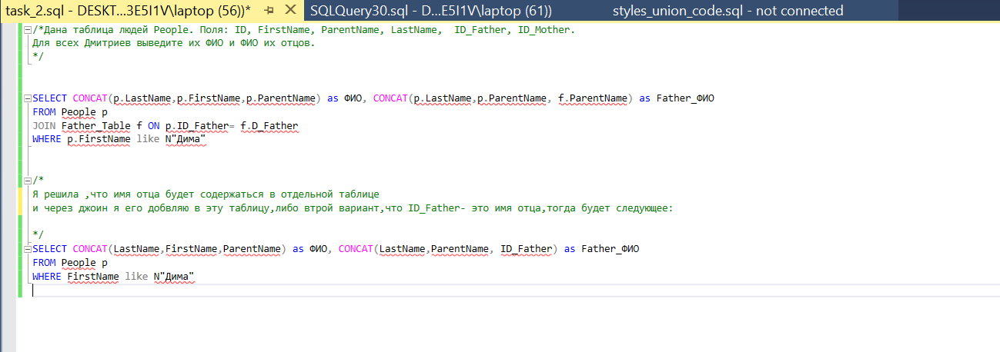 task_2.sql - DESKT...3E5I1V\laptop (56))* SQLQuery30.sql - D...E5I1V\laptop (61)) styles_union_code.sql - not connected
/*Дана таблица людей People. Поля: ID, FirstName, ParentName, LastName,  ID_Father, ID_Mother.
Для всех Дмитриев выведите их ФИО и ФИО их отцов.
*/
SELECT CONCAT(p.LastName,p.FirstName,p.ParentName) as ФИО, CONCAT(p.LastName,p.ParentName, f.ParentName) as Father_ФИО
FROM People p
JOIN Father_Table f ON p.ID_Father= f.D_Father
WHERE p.FirstName like N"Дима"
/*
Я решила ,что имя отца будет содержаться в отдельной таблице
и через джоин я его добвляю в эту таблицу,либо втрой вариант,что ID_Father- это имя отца,тогда будет следующее:
*/
SELECT CONCAT(LastName,FirstName,ParentName) as ФИО, CONCAT(LastName,ParentName, ID_Father) as Father_ФИО
FROM People p
WHERE FirstName like N"Дима"